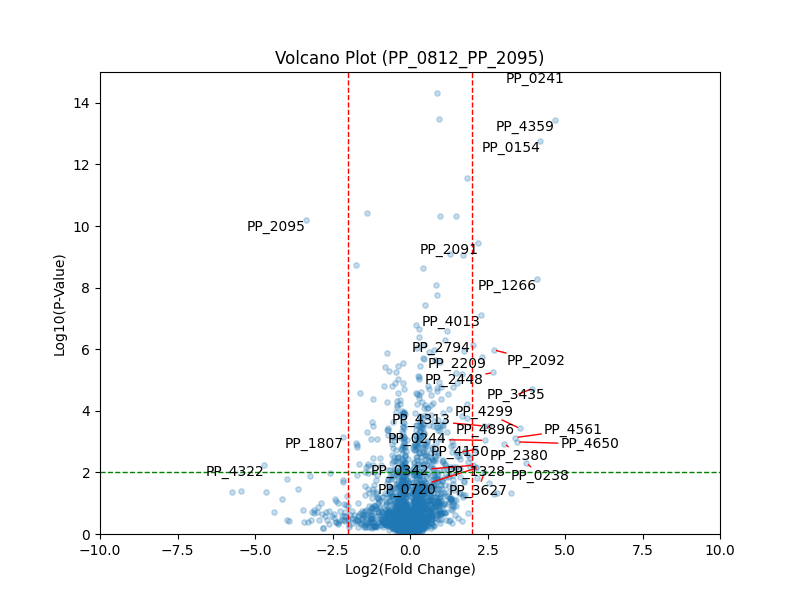 Volcano Plot (PP_0812_PP_2095)
PP_0241
14
PP_4359
PP_0154
12
10
PP_2095
PP_2091
8
PP_1266
PP_4013
6
PP_2794
PP_2092
PP_2209
PP_2448
PP_3435
4
PP_4299
PP_4313
PP_4896
PP_4561
PP_0244
PP_4650
PP_1807
PP_4150
PP_2380
2
PP_4322
PP_0342
PP_1328
PP_0238
PP_0720
PP_3627
0
−10.0
−7.5
−5.0
−2.5
0.0
2.5
5.0
7.5
10.0
Log2(Fold Change)
Log10(P-Value)